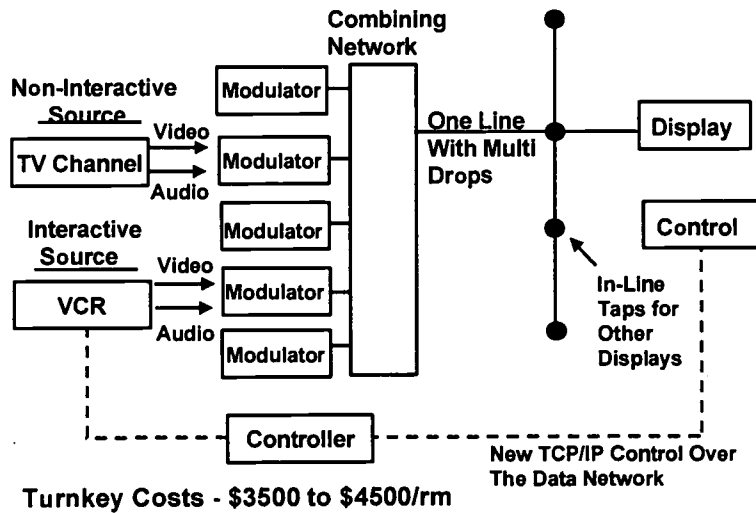 Combining
Network
Non-Interactive
Source
TV Channel
Video
Audio
Interactive
Source
VCR
Video
Audio
Modulator
Modulator
Modulator
Modulator
Modulator
One Line
With Multi
Drops
Display
Control
In-Line
Taps for
Other
Displays
Controller
New TCP/IP Control Over
The Data Network
Turnkey Costs - $3500 to $4500/rm